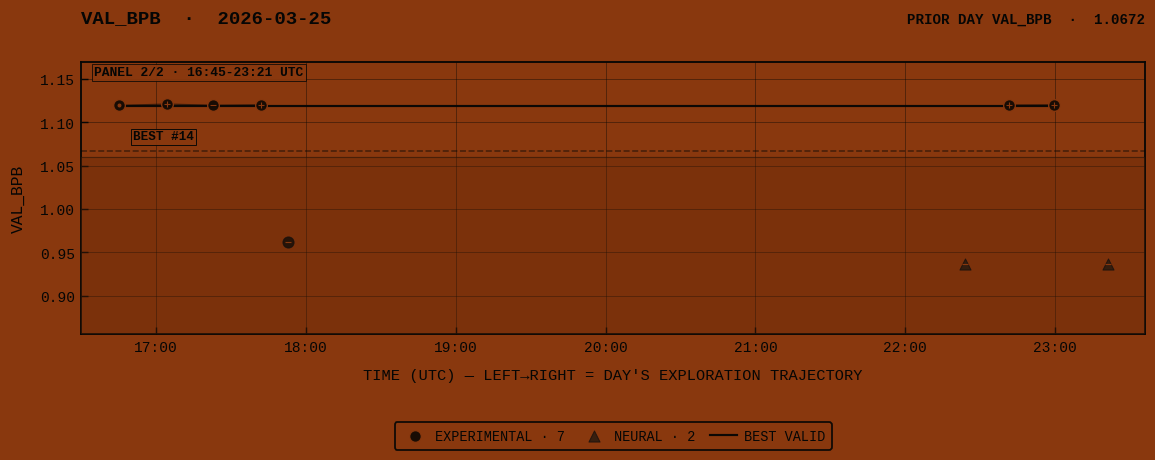 VAL_BPB · 2026-03-25
PRIOR DAY VAL_BPB · 1.0672
PANEL 2/2 · 16:45-23:21 UTC
BEST #14
VAL_BPB
1.15
1.10
1.05
1.00
0.95
0.90
17:00 18:00 19:00 20:00 21:00 22:00 23:00
TIME (UTC) — LEFT→RIGHT = DAY'S EXPLORATION TRAJECTORY
EXPERIMENTAL · 7 NEURAL · 2 BEST VALID